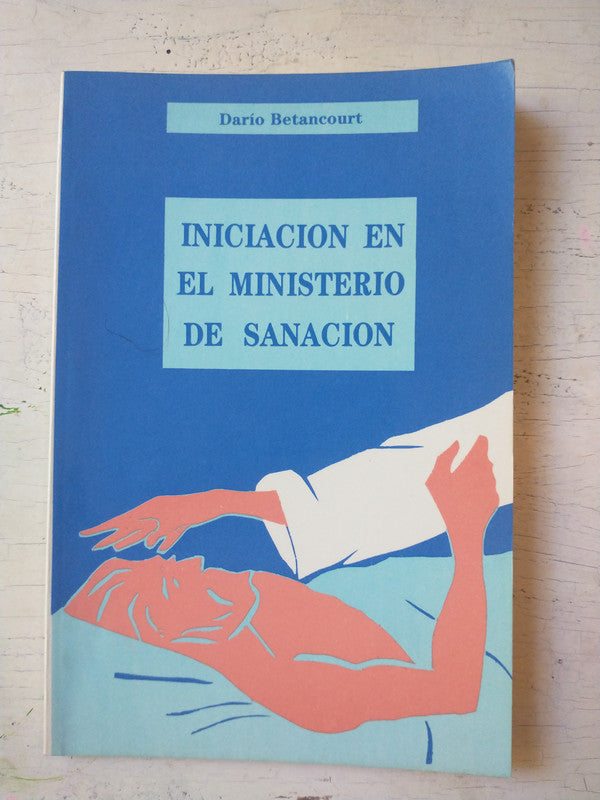 Darío Betancourt
INICIACION EN
EL MINISTERIO
DE SANACION